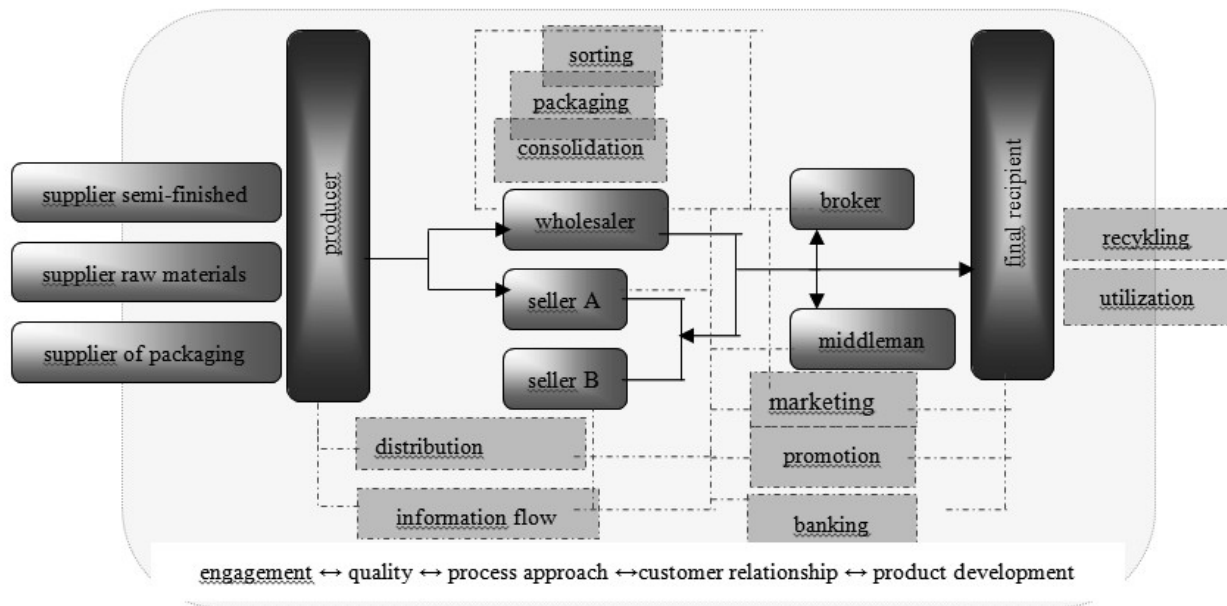 supplier semi-finished
supplier raw materials
supplier of packaging
producer
sorting
packaging
consolidation
wholesaler
seller A
seller B
broker
middleman
final recipient
recykling
utilization
distribution
information flow
marketing
promotion
banking
engagement ↔ quality ↔ process approach ↔customer relationship ↔ product development